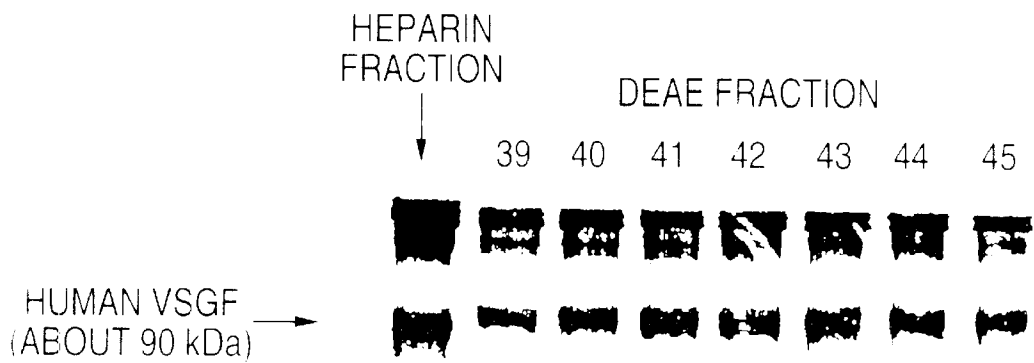 HEPARIN
FRACTION
DEAE FRACTION
39 40 41 42 43 44 45
HUMAN VSGF
(ABOUT 90 kDa)